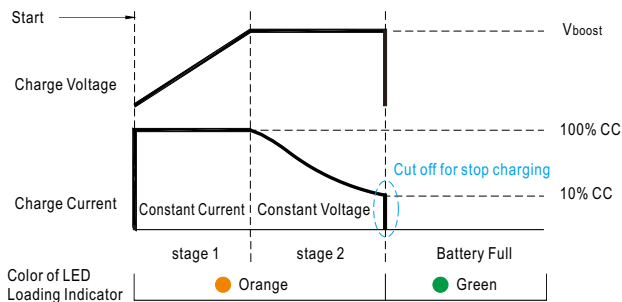 Start
Vboost
Charge Voltage
100% CC
Cut off for stop charging
10% CC
Charge Current
Constant Current
Constant Voltage
stage 1
stage 2
Battery Full
Color of LED
Loading Indicator
Orange
Green